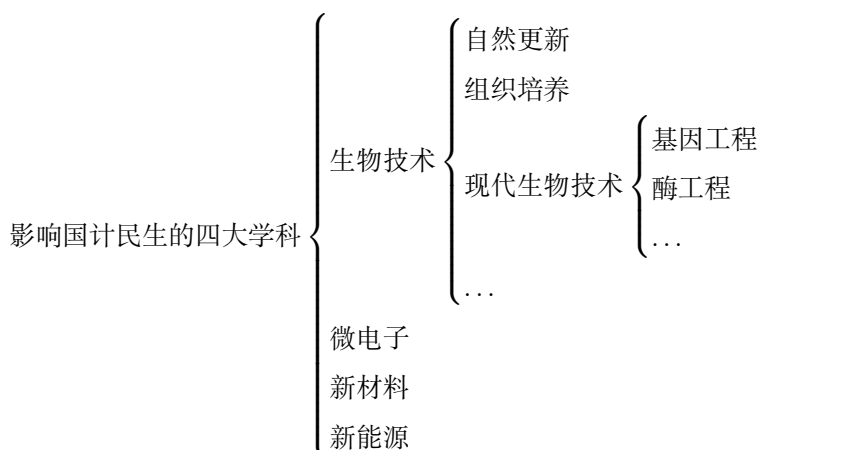 自然更新
组织培养
基因工程
生物技术
现代生物技术
酶工程
...
影响国计民生的四大学科
...
微电子
新材料
新能源